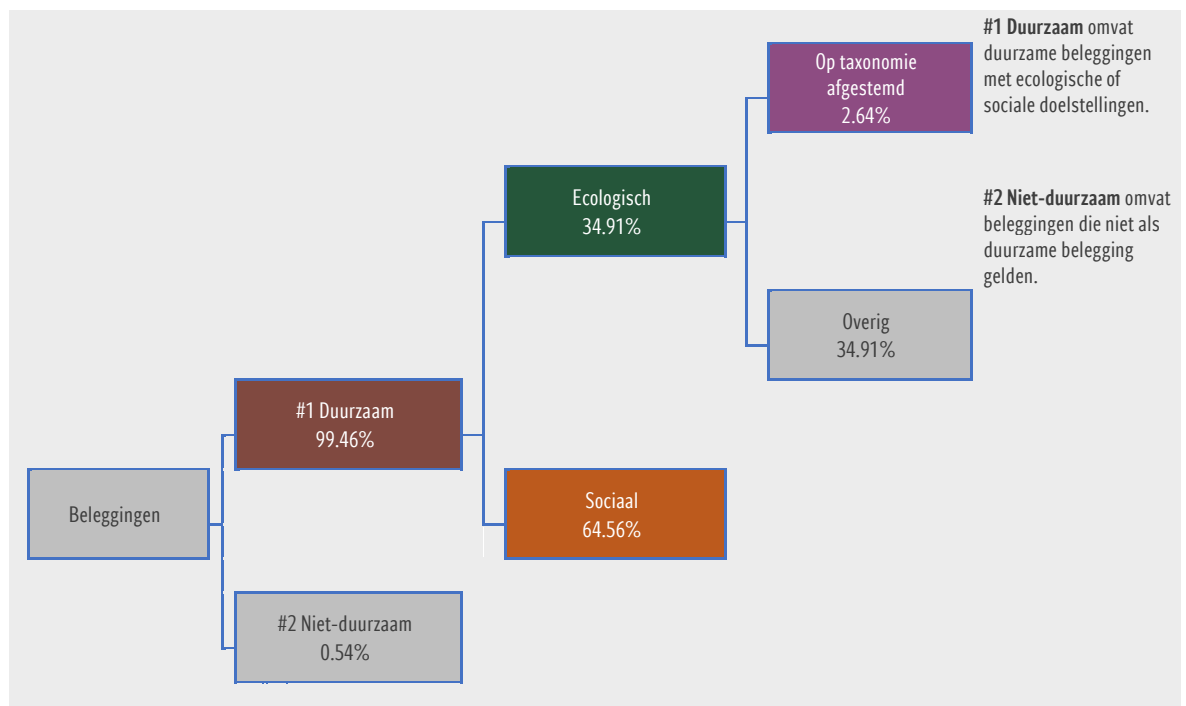 #1 Duurzaam omvat
duurzame beleggingen
met ecologische of
sociale doelstellingen.
Op taxonomie
afgestemd
2.64%
Ecologisch
34.91%
#2 Niet-duurzaam omvat
beleggingen die niet als
duurzame belegging
gelden.
Overig
34.91%
#1 Duurzaam
99.46%
Sociaal
64.56%
Beleggingen
#2 Niet-duurzaam
0.54%